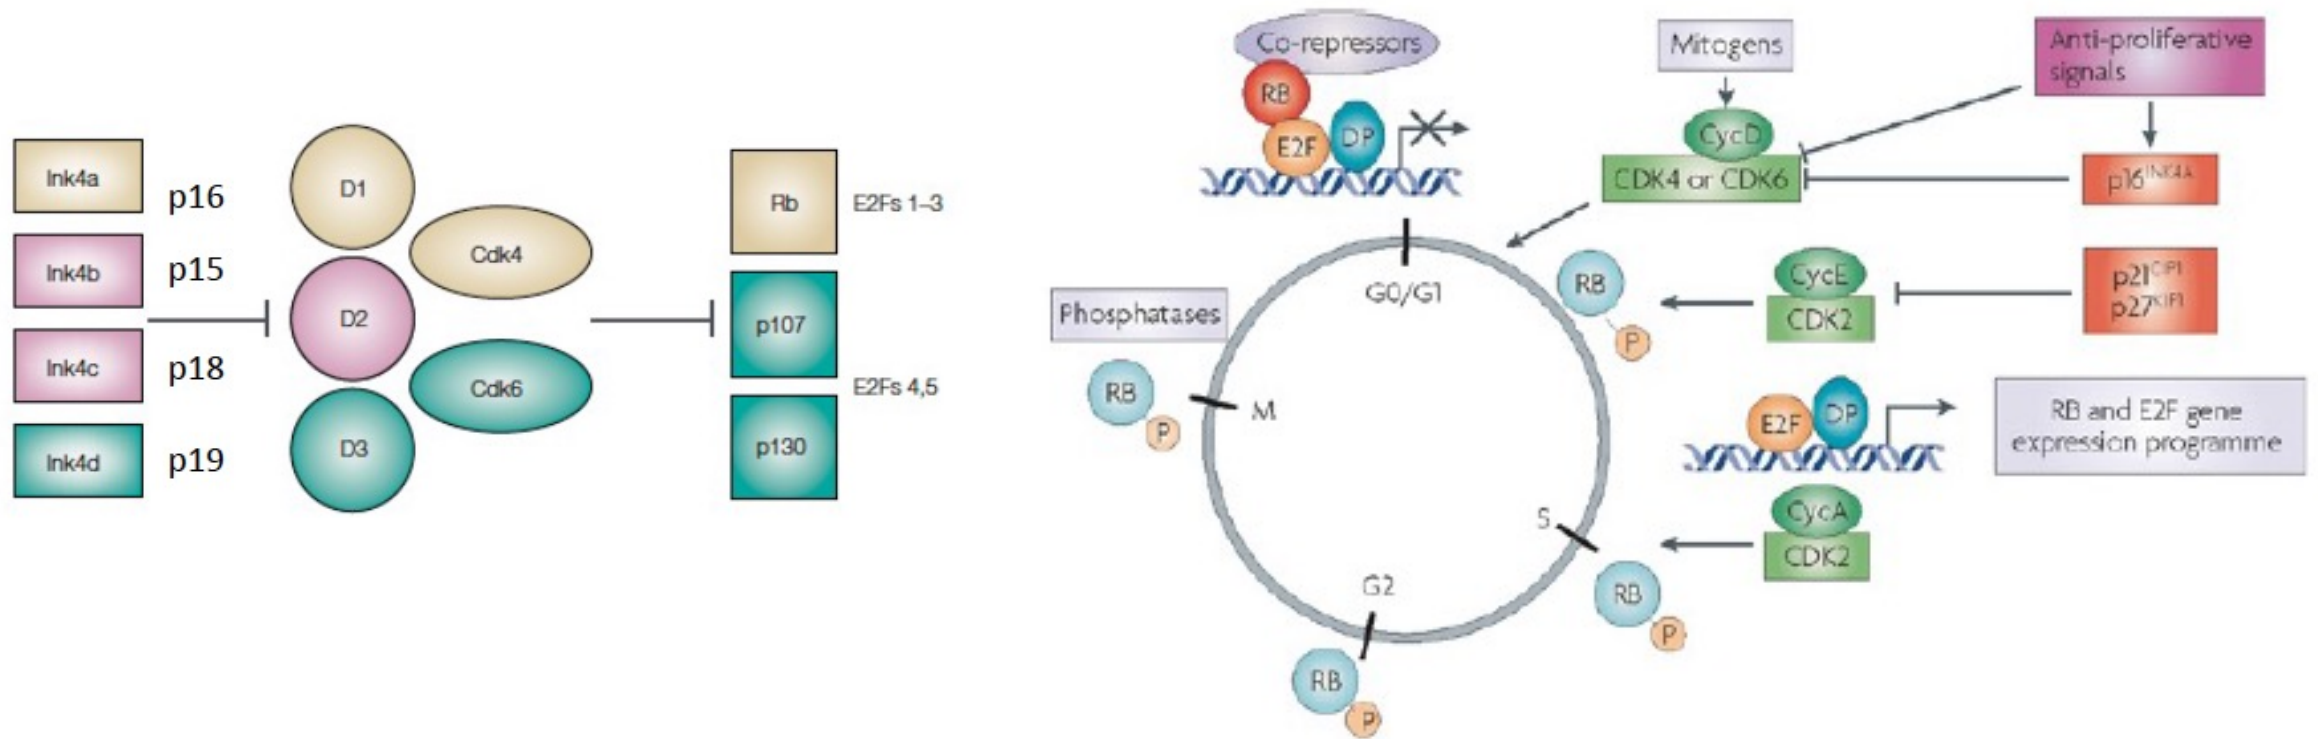 Ink4a
p16
Ink4b
p15
Ink4c
p18
Ink4d
p19
D1
D2
D3
Cdk4
Cdk6
Rb
E2Fs 1–3
p107
E2Fs 4,5
p130
Co-repressors
RB
E2F
DP
Mitogens
CycD
CDK4 or CDK6
Anti-proliferative
signals
p16INK4A
G0/G1
RB
P
CycE
CDK2
p21CIP1
p27KIP1
Phosphatases
RB
P
M
E2F
DP
RB and E2F gene
expression programme
S
CycA
CDK2
RB
P
G2
RB
P